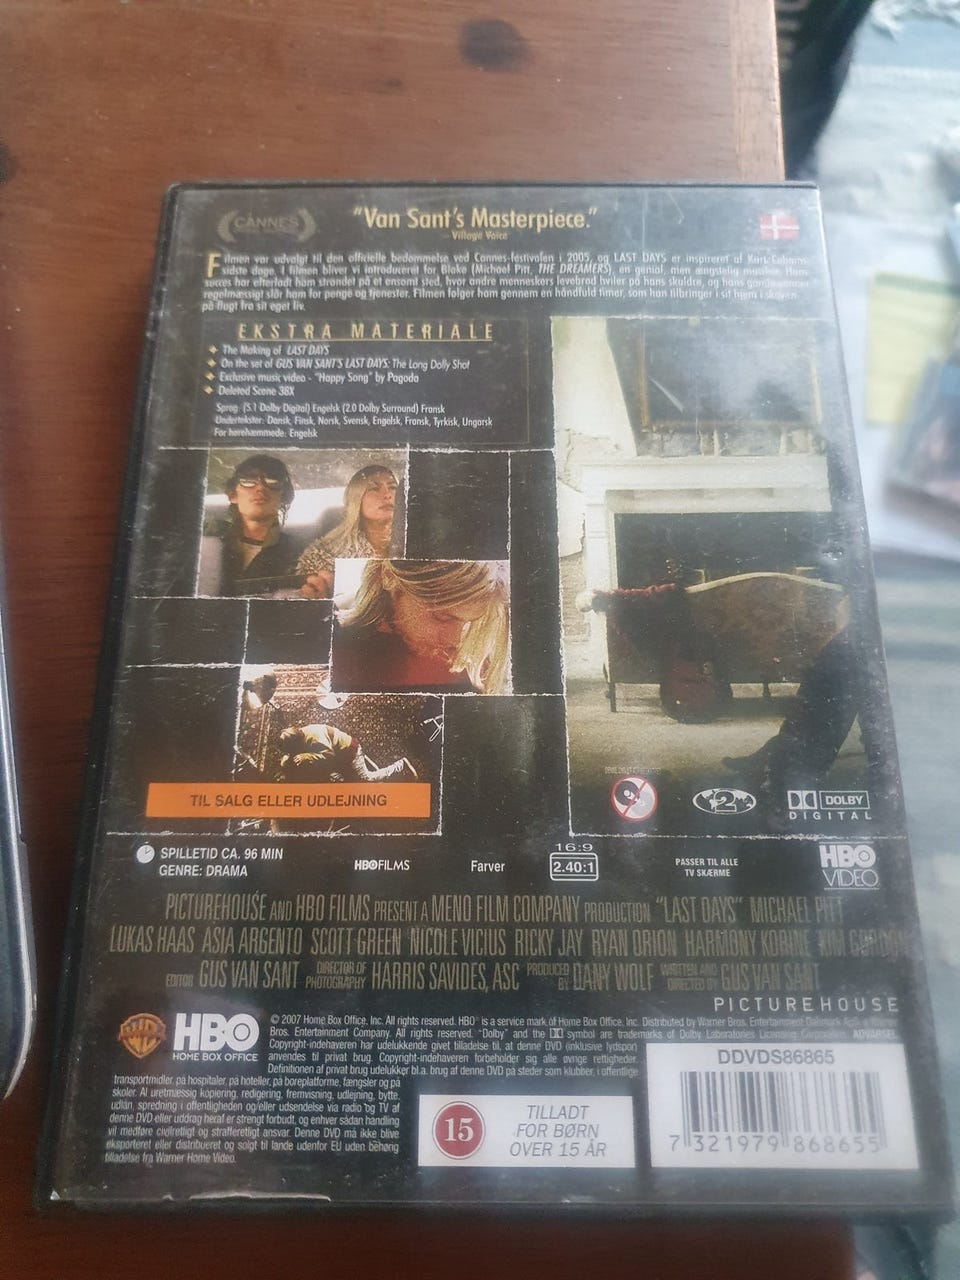 CANNES
"Van Sant's Masterpiece."
– Village Voice
Filmen var udvalgt til den officielle bedømmelse ved Cannes-festivalen i 2005, og LAST DAYS er inspireret af Kurt Cobains
sidste dage. I filmen bliver vi introduceret for Blake (Michael Pitt, THE DREAMERS), en genial, men ængstelig musiker. Hans
succes har efterladt ham strandet på et ensomt sted, hvor andre menneskers levebrød hviler på hans skuldre, og hans
regelmæssigt slår ham for penge og tjenester. Filmen følger ham gennem en håndfuld timer, som han tilbringer i sit hjem i skoven
på flugt fra sit eget liv.
EKSTRA MATERIALE
The Making of LAST DAYS
On the set of GUS VAN SANT'S LAST DAYS: The Long Dolly Shot
Exclusive music video - "Happy Song" by Pagoda
Deleted Scene 38X
Sprog: (5.1 Dolby Digital) Engelsk (2.0 Dolby Surround) Fransk
Undertekster: Dansk, Finsk, Norsk, Svensk, Engelsk, Fransk, Tyrkisk, Ungarsk
For hørehæmmede: Engelsk
TIL SALG ELLER UDLEJNING
2
DOLBY
DIGITAL
SPILLETID CA. 96 MIN
GENRE: DRAMA
HBO FILMS
Farver
16:9
2.40:1
PASSER TIL ALLE
TV SKÆRME
HBO
VIDEO
PICTUREHOUSE AND HBO FILMS PRESENT A MENO FILM COMPANY PRODUCTION "LAST DAYS" MICHAEL PITT
LUKAS HAAS ASIA ARGENTO SCOTT GREEN NICOLE VICIUS RICKY JAY RYAN ORION HARMONY KORINE KIM GORDON
EDITOR GUS VAN SANT DIRECTOR OF PHOTOGRAPHY HARRIS SAVIDES, ASC PRODUCED BY DANY WOLF WRITTEN AND DIRECTED BY GUS VAN SANT
PICTUREHOUSE
WB
HBO
HOME BOX OFFICE
© 2007 Home Box Office, Inc. All rights reserved. HBO® is a service mark of Home Box Office, Inc. Distributed by Warner Bros. Entertainment Danmark
Bros. Entertainment Company. All rights reserved. "Dolby" and the symbol are trademarks of Dolby Laboratories Licensing Corporation. ADVARSEL
Copyright-indehaveren har udelukkende givet tilladelse til, at denne DVD (inklusive lydspor)
anvendes til privat brug. Copyright-indehaveren forbeholder sig alle øvrige rettigheder.
Definitionen af privat brug udelukker bl.a. brug af denne DVD på steder som klubber, i offentlige
transportmidler, på hospitaler, på hoteller, på boreplatforme, fængsler og på
skoler. Al uretmæssig kopiering, redigering, fremvisning, udlejning, bytte,
udlån, spredning i offentligheden og/eller udsendelse via radio og TV af
denne DVD eller uddrag heraf er strengt forbudt, og enhver sådan handling
vil medføre civilretligt og strafferetligt ansvar. Denne DVD må ikke blive
eksporteret eller distribueret og solgt til lande udenfor EU uden behørig
tilladelse fra Warner Home Video.
15
TILLADT
FOR BØRN
OVER 15 ÅR
DDVDS86865
7 321979 868655